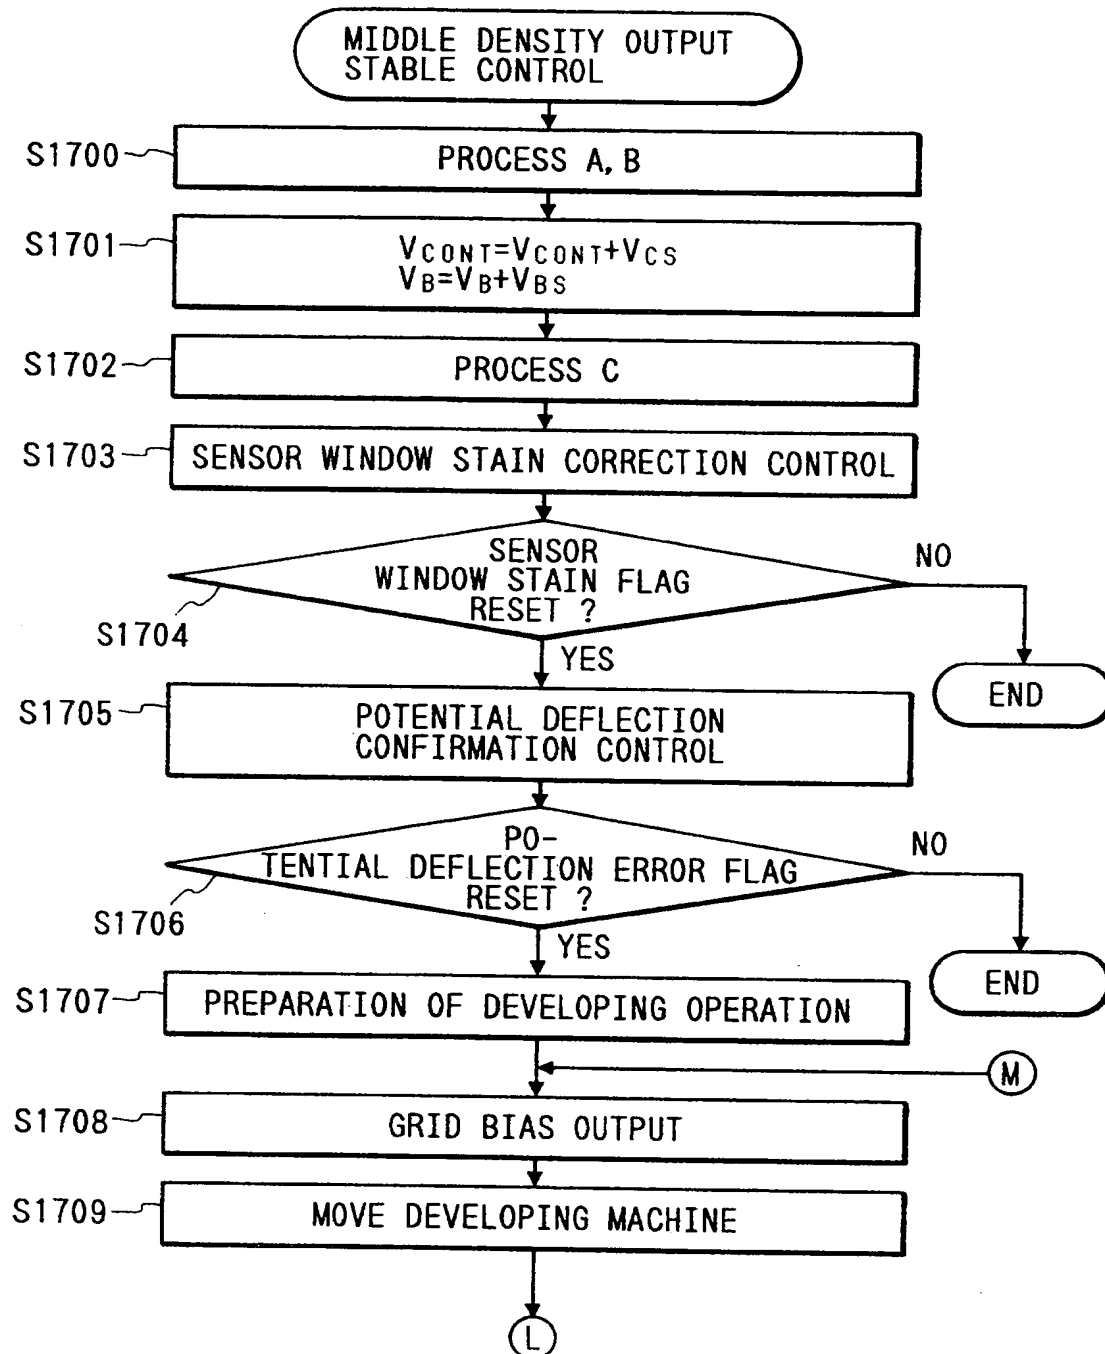 MIDDLE DENSITY OUTPUT
STABLE CONTROL
S1700
PROCESS A, B
S1701
VCONT=VCONT+VCS
VB=VB+VBS
S1702
PROCESS C
S1703
SENSOR WINDOW STAIN CORRECTION CONTROL
SENSOR
WINDOW STAIN FLAG
RESET ?
NO
S1704
YES
END
S1705
POTENTIAL DEFLECTION
CONFIRMATION CONTROL
PO-
TENTIAL DEFLECTION ERROR FLAG
RESET ?
NO
S1706
YES
END
S1707
PREPARATION OF DEVELOPING OPERATION
M
S1708
GRID BIAS OUTPUT
S1709
MOVE DEVELOPING MACHINE
L